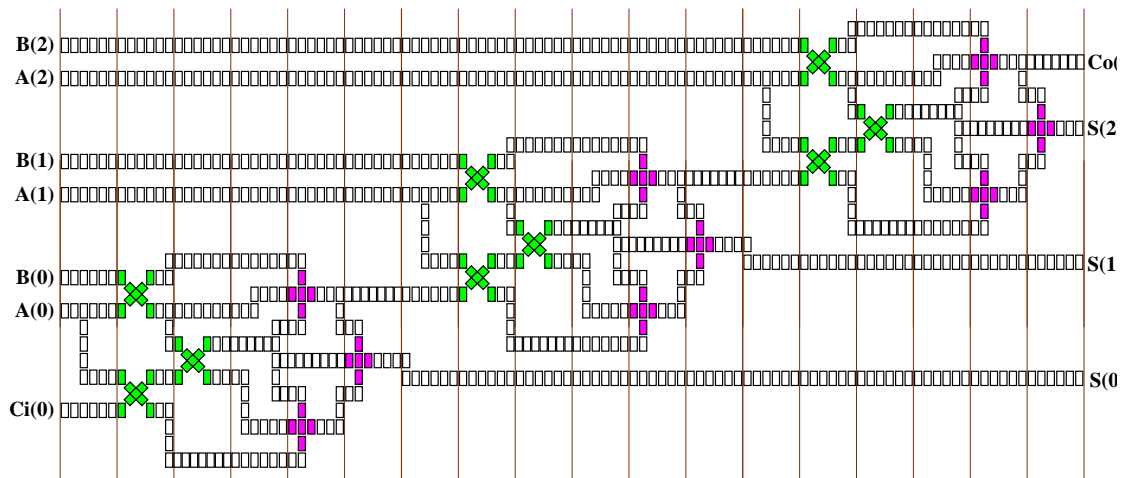 B(2)
A(2)
Co(
S(2
B(1)
A(1)
S(1
B(0)
A(0)
S(0
Ci(0)